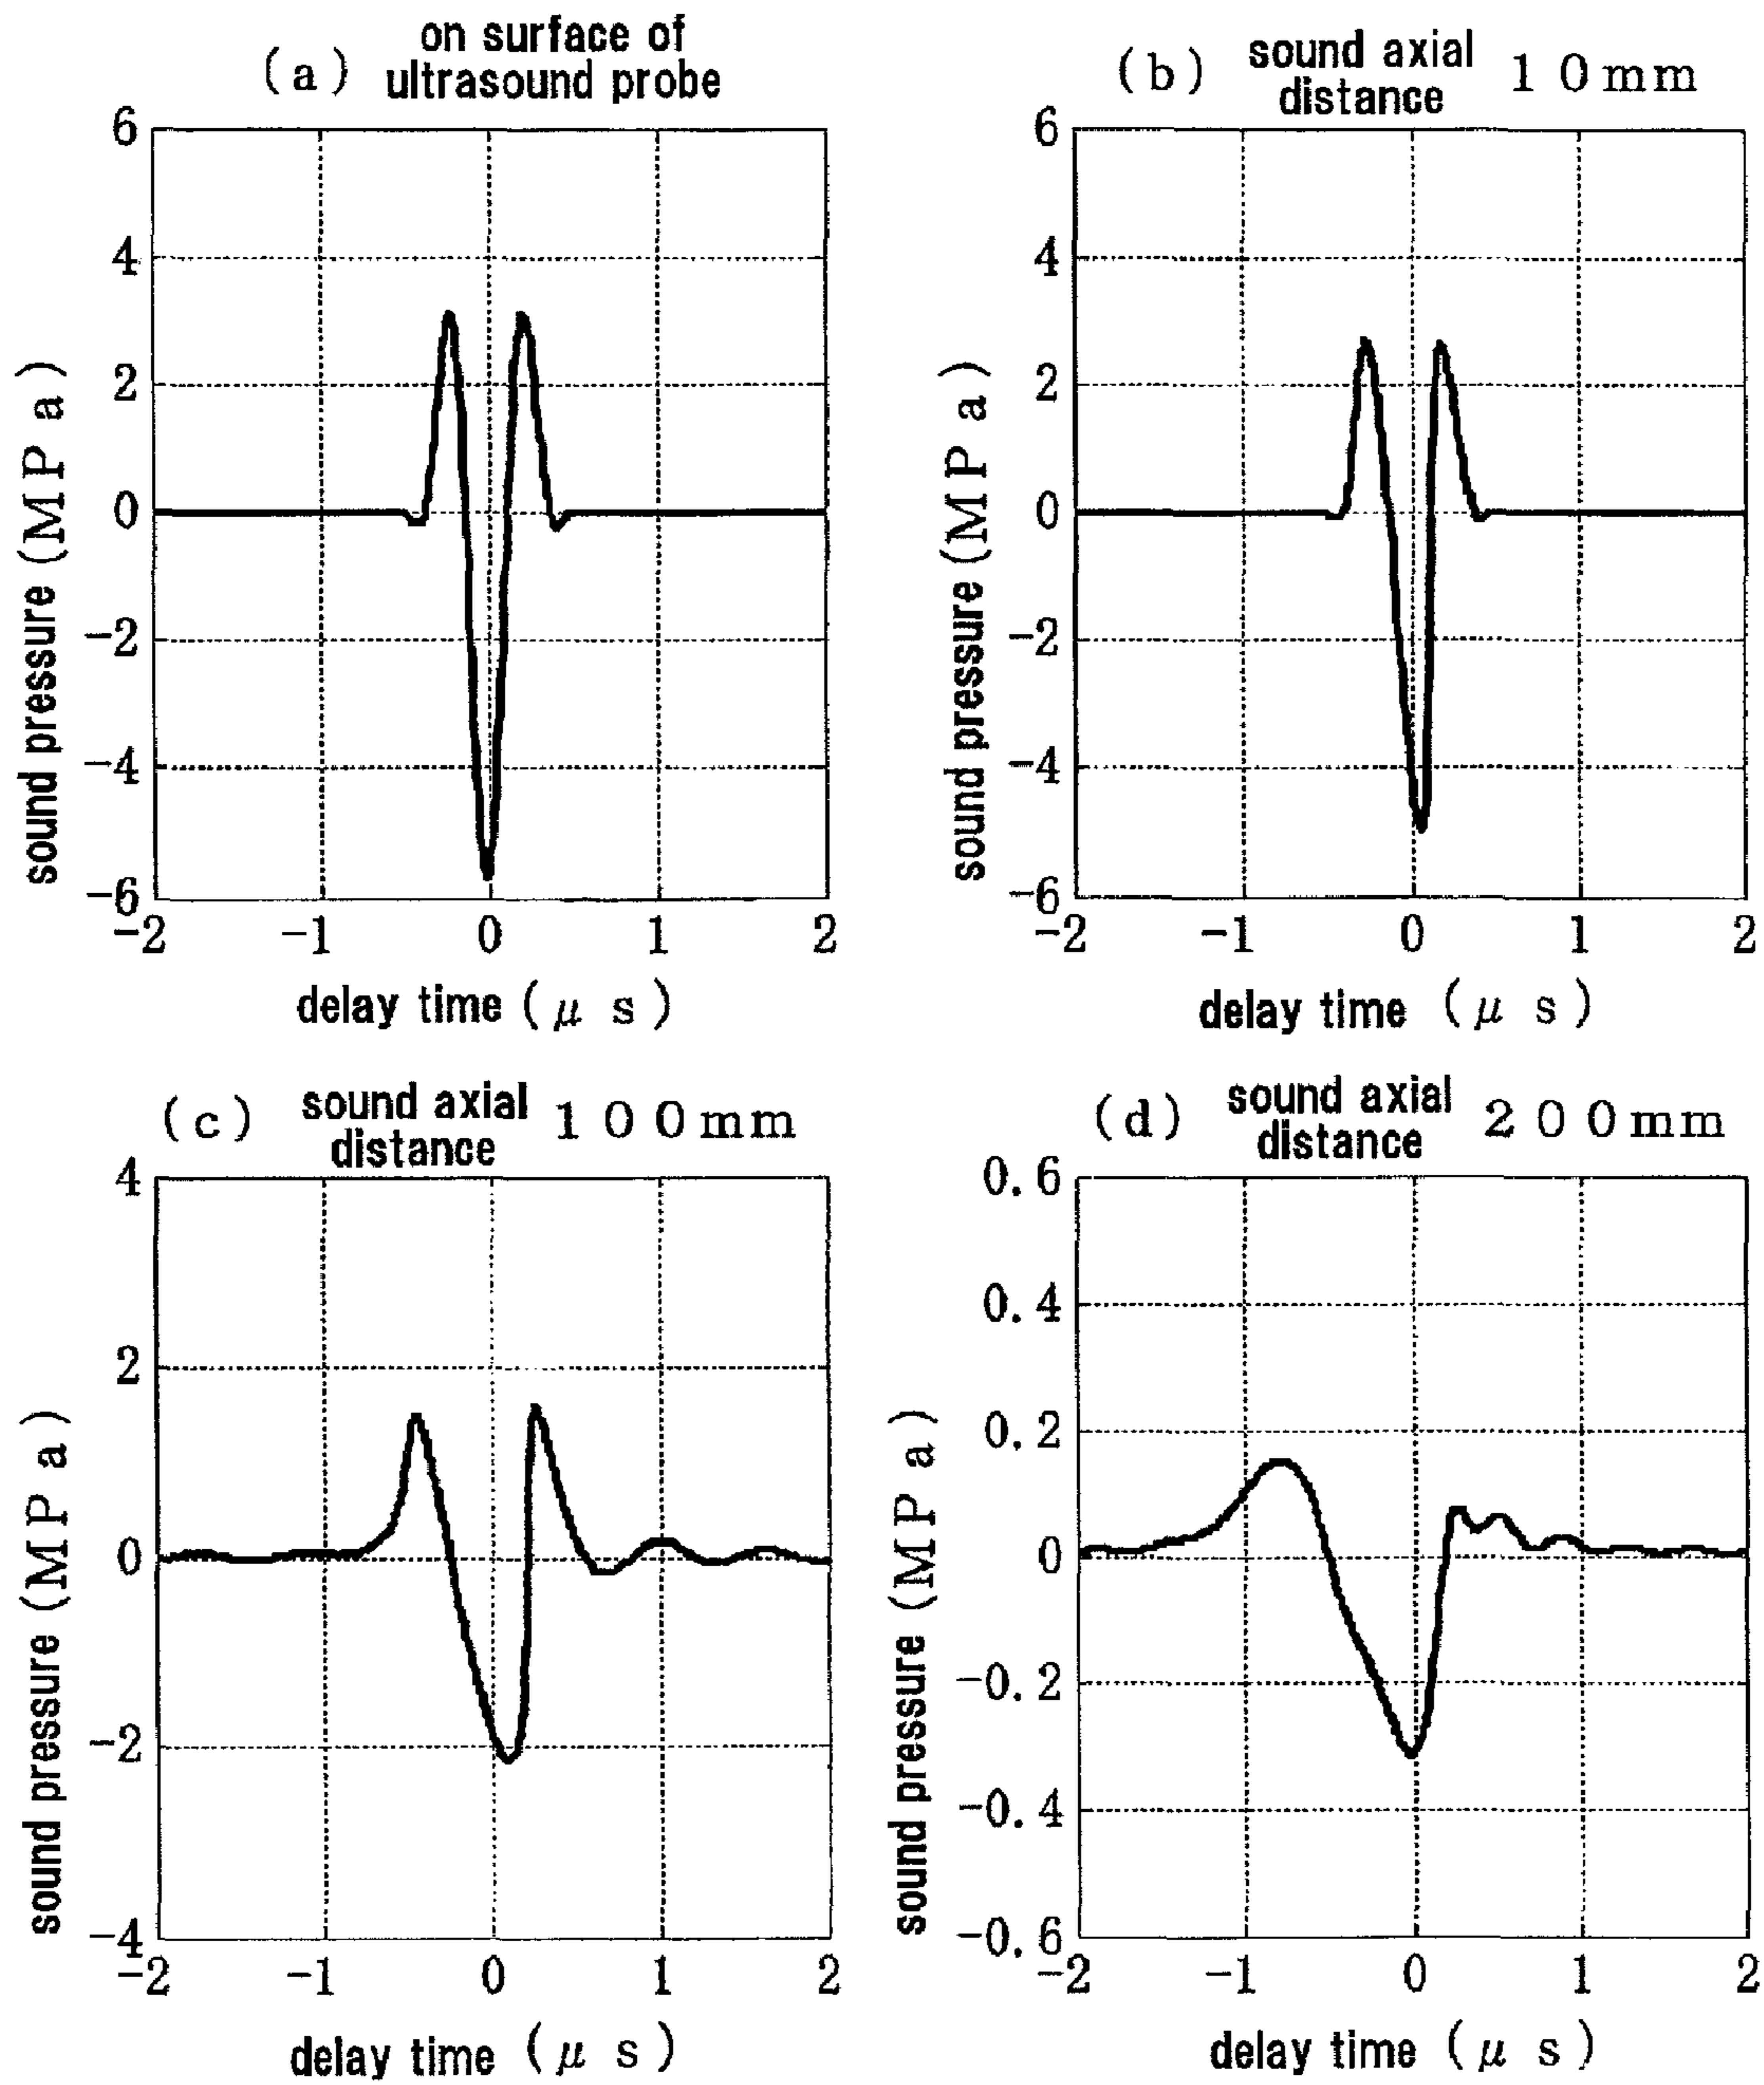 (a) on surface of
ultrasound probe
6
4
2
0
-2
-4
-6
sound pressure (MPa)
-2 -1 0 1 2
delay time (μs)
(b) sound axial
distance 10mm
6
4
2
0
-2
-4
-6
sound pressure (MPa)
-2 -1 0 1 2
delay time (μs)
(c) sound axial
distance 100mm
4
2
0
-2
-4
sound pressure (MPa)
-2 -1 0 1 2
delay time (μs)
(d) sound axial
distance 200mm
0.6
0.4
0.2
0
-0.2
-0.4
-0.6
sound pressure (MPa)
-2 -1 0 1 2
delay time (μs)